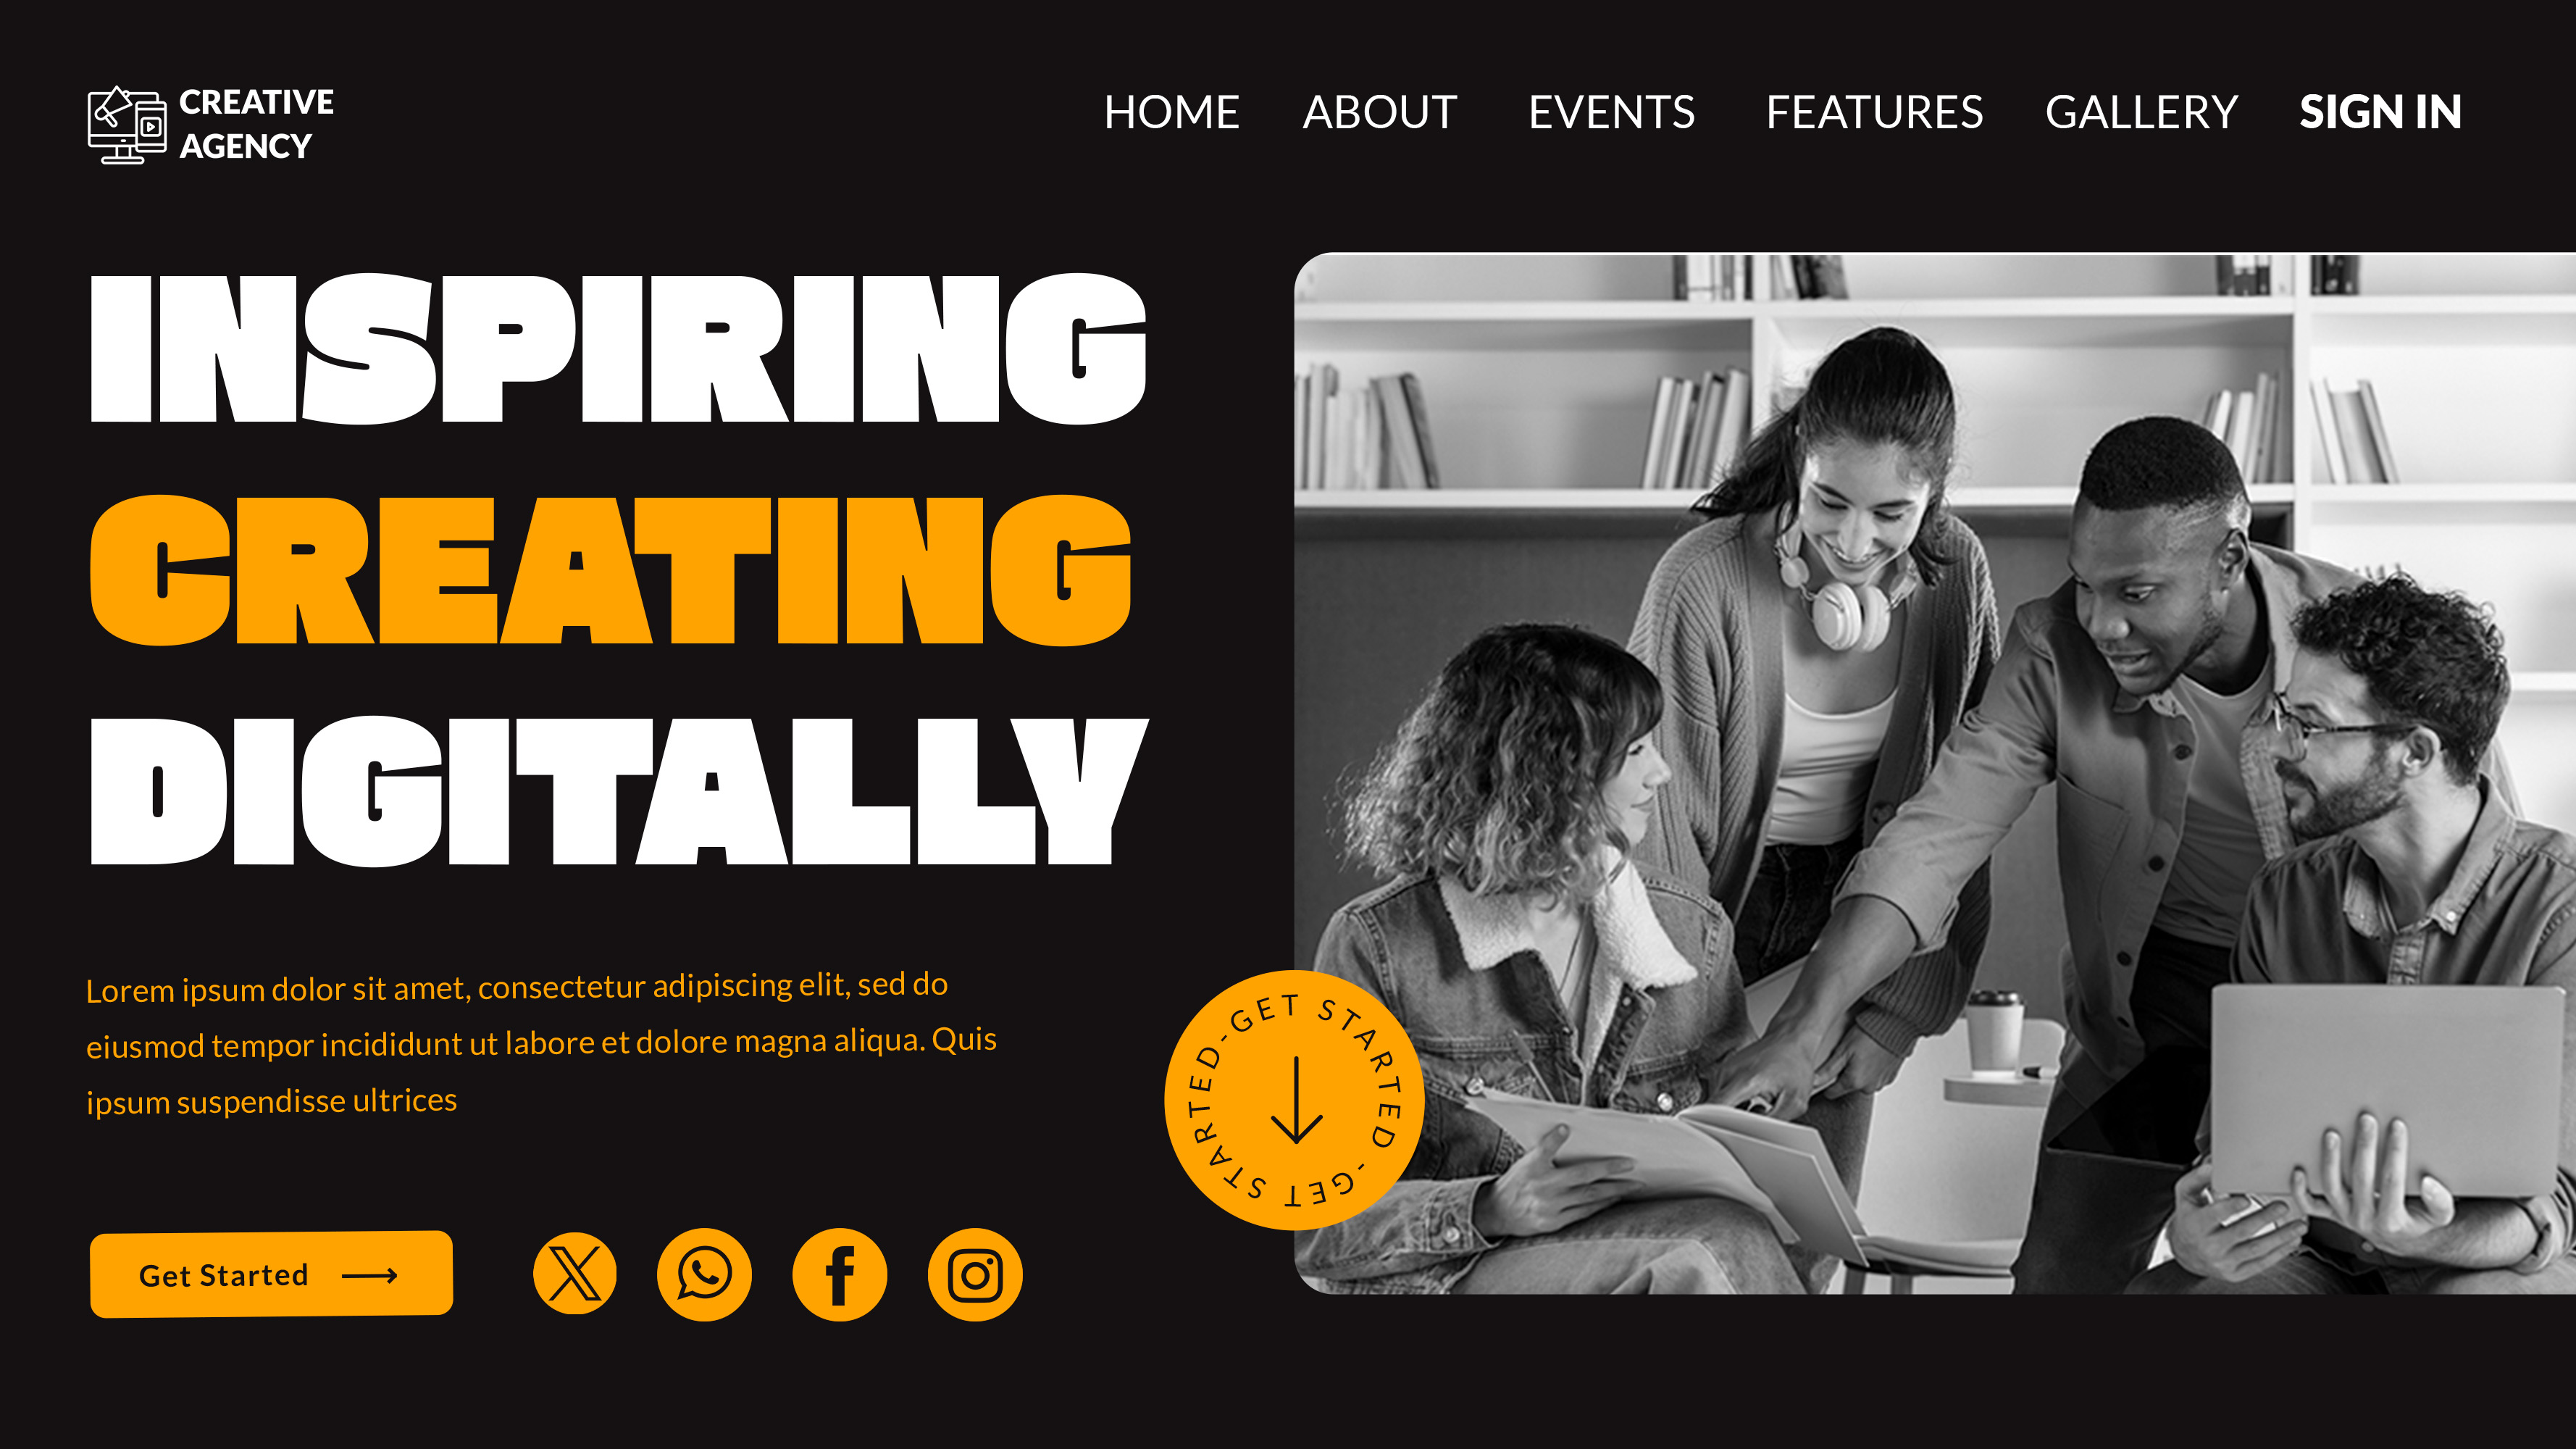 CREATIVE
AGENCY
HOME ABOUT EVENTS FEATURES GALLERY SIGN IN
INSPIRING
CREATING
DIGITALLY
Lorem ipsum dolor sit amet, consectetur adipiscing elit, sed do
eiusmod tempor incididunt ut labore et dolore magna aliqua. Quis
ipsum suspendisse ultrices
-GET STARTED -GET STARTED
Get Started